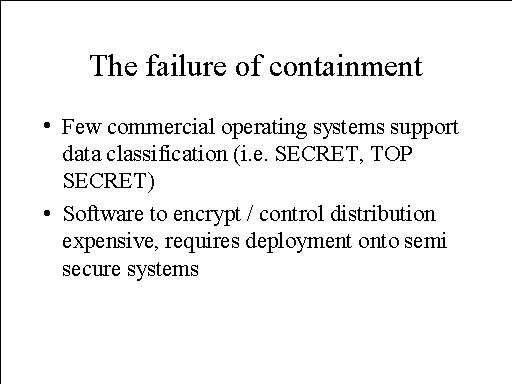 The failure of containment
• Few commercial operating systems support
data classification (i.e. SECRET, TOP
SECRET)
• Software to encrypt / control distribution
expensive, requires deployment onto semi
secure systems